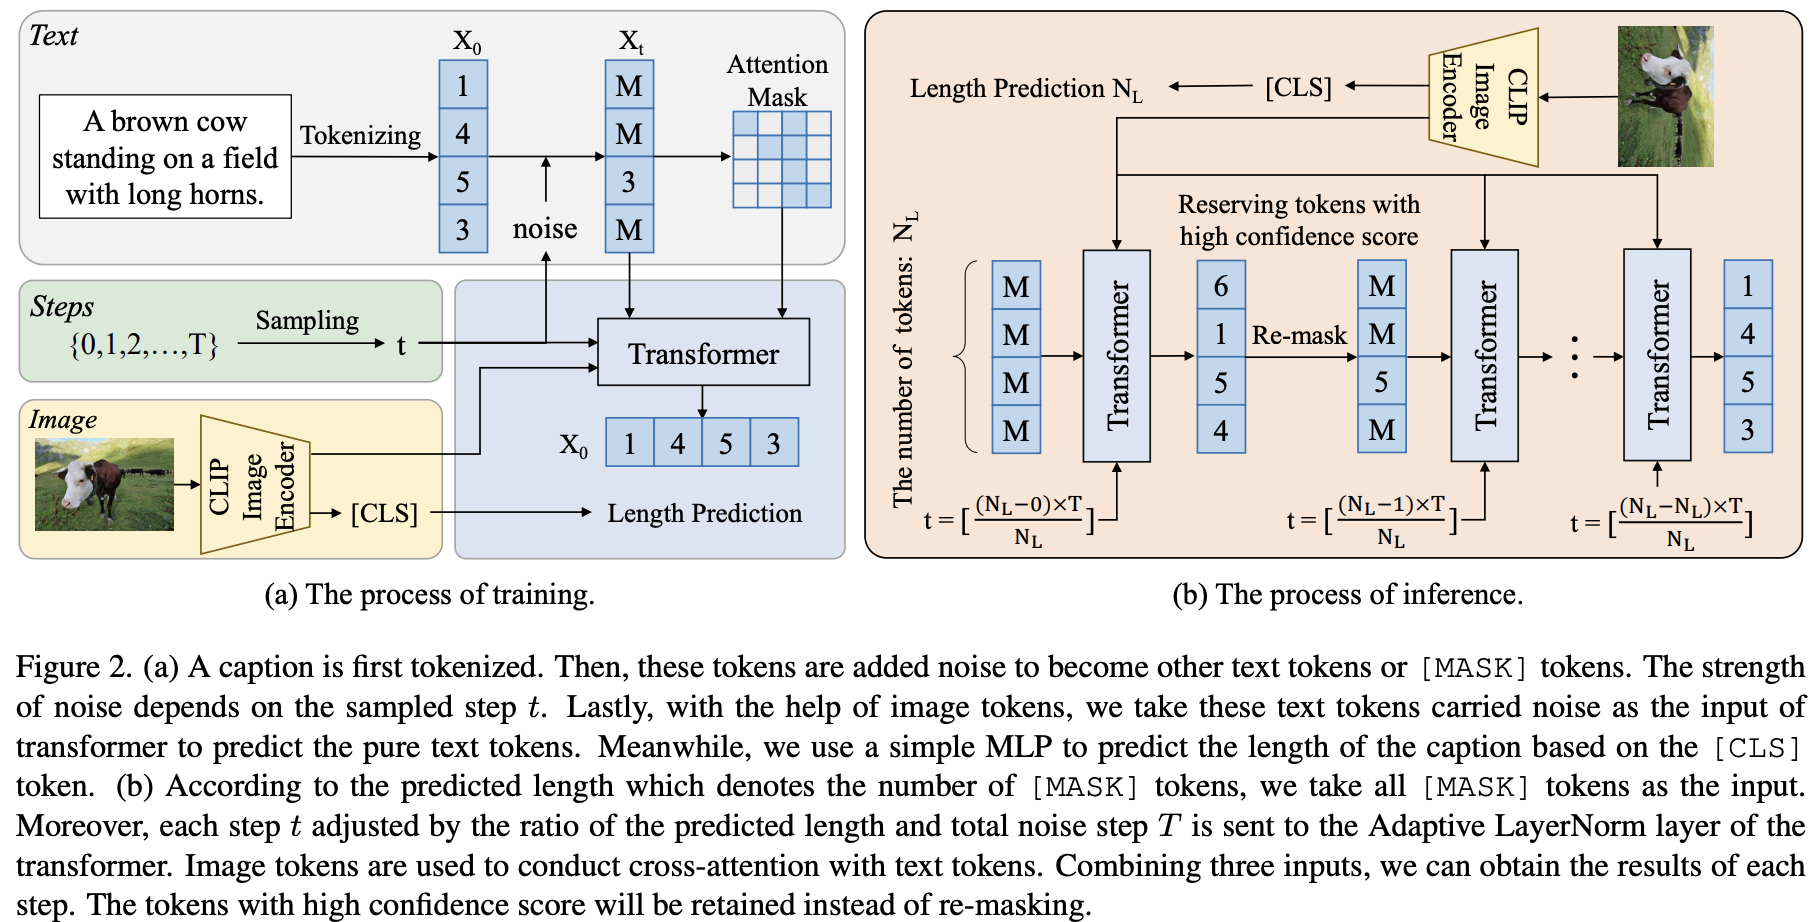 Text
A brown cow
standing on a field
with long horns.
Tokenizing
X₀
1
4
5
3
noise
Xₜ
M
M
3
M
Attention
Mask
Steps
{0,1,2,…,T}
Sampling
t
Transformer
X₀ 1 4 5 3
Image
CLIP
Image
Encoder
[CLS]
Length Prediction
(a) The process of training.
Length Prediction N_L
[CLS]
CLIP
Image
Encoder
The number of tokens: N_L
M
M
M
M
Transformer
t = [(N_L−0)×T / N_L]
Reserving tokens with
high confidence score
6
1
5
4
Re-mask
M
M
5
M
Transformer
t = [(N_L−1)×T / N_L]
Transformer
t = [(N_L−N_L)×T / N_L]
1
4
5
3
(b) The process of inference.
Figure 2. (a) A caption is first tokenized. Then, these tokens are added noise to become other text tokens or [MASK] tokens. The strength
of noise depends on the sampled step t. Lastly, with the help of image tokens, we take these text tokens carried noise as the input of
transformer to predict the pure text tokens. Meanwhile, we use a simple MLP to predict the length of the caption based on the [CLS]
token. (b) According to the predicted length which denotes the number of [MASK] tokens, we take all [MASK] tokens as the input.
Moreover, each step t adjusted by the ratio of the predicted length and total noise step T is sent to the Adaptive LayerNorm layer of the
transformer. Image tokens are used to conduct cross-attention with text tokens. Combining three inputs, we can obtain the results of each
step. The tokens with high confidence score will be retained instead of re-masking.